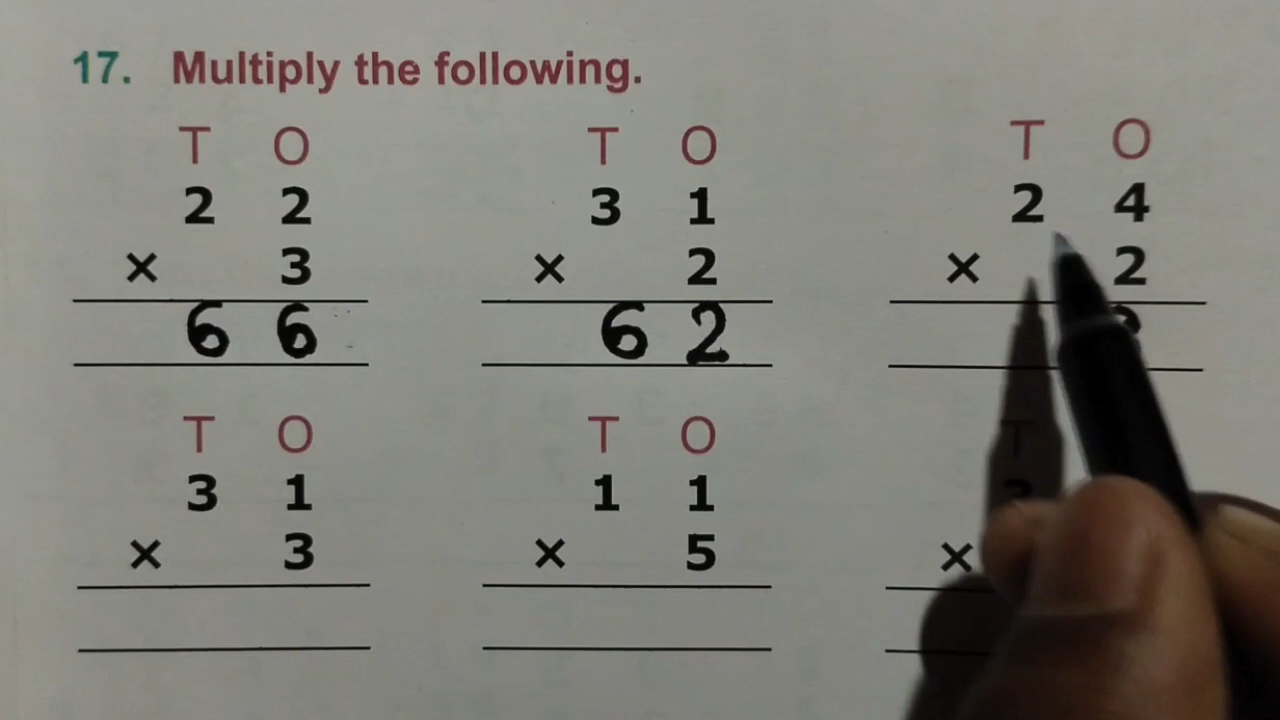 17. Multiply the following.
T O T O T O
2 2 3 1 2 4
× 3 × 2 × 2
6 6 6 2
T O T O T
3 1 1 1
× 3 × 5 ×